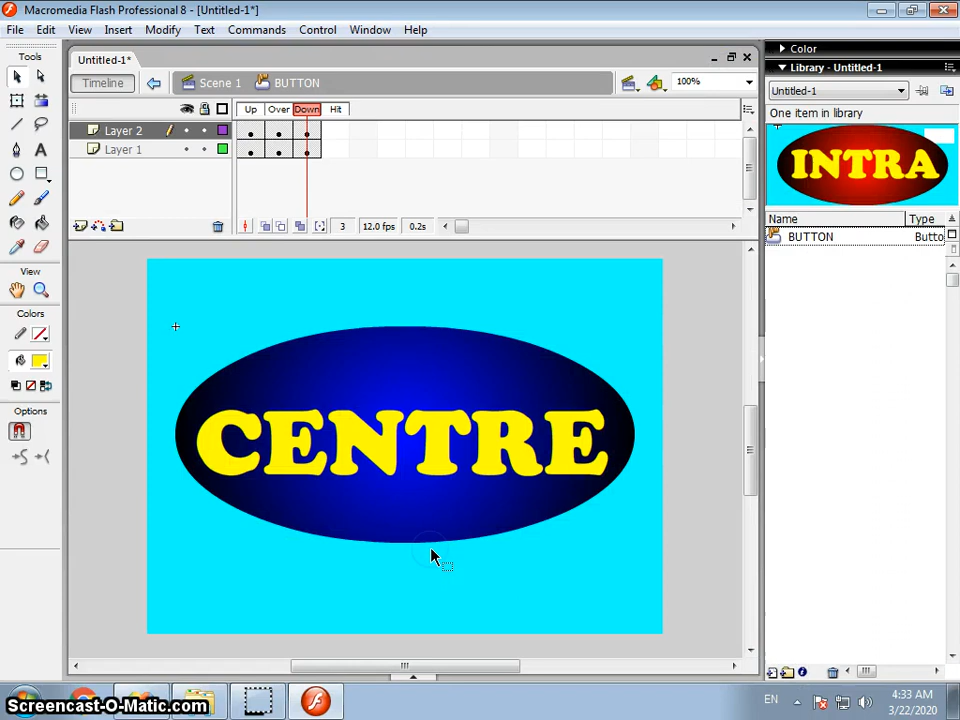 Macromedia Flash Professional 8 - [Untitled-1*]
File Edit View Insert Modify Text Commands Control Window Help
Tools
View
Colors
Options
Untitled-1*
Timeline Scene 1 BUTTON 100%
Up Over Down Hit
Layer 2
Layer 1
3 12.0 fps 0.2s
CENTRE
Color
Library - Untitled-1
Untitled-1
One item in library
INTRA
Name Type
BUTTON Butto
EN 4:33 AM
3/22/2020
Screencast-O-Matic.com